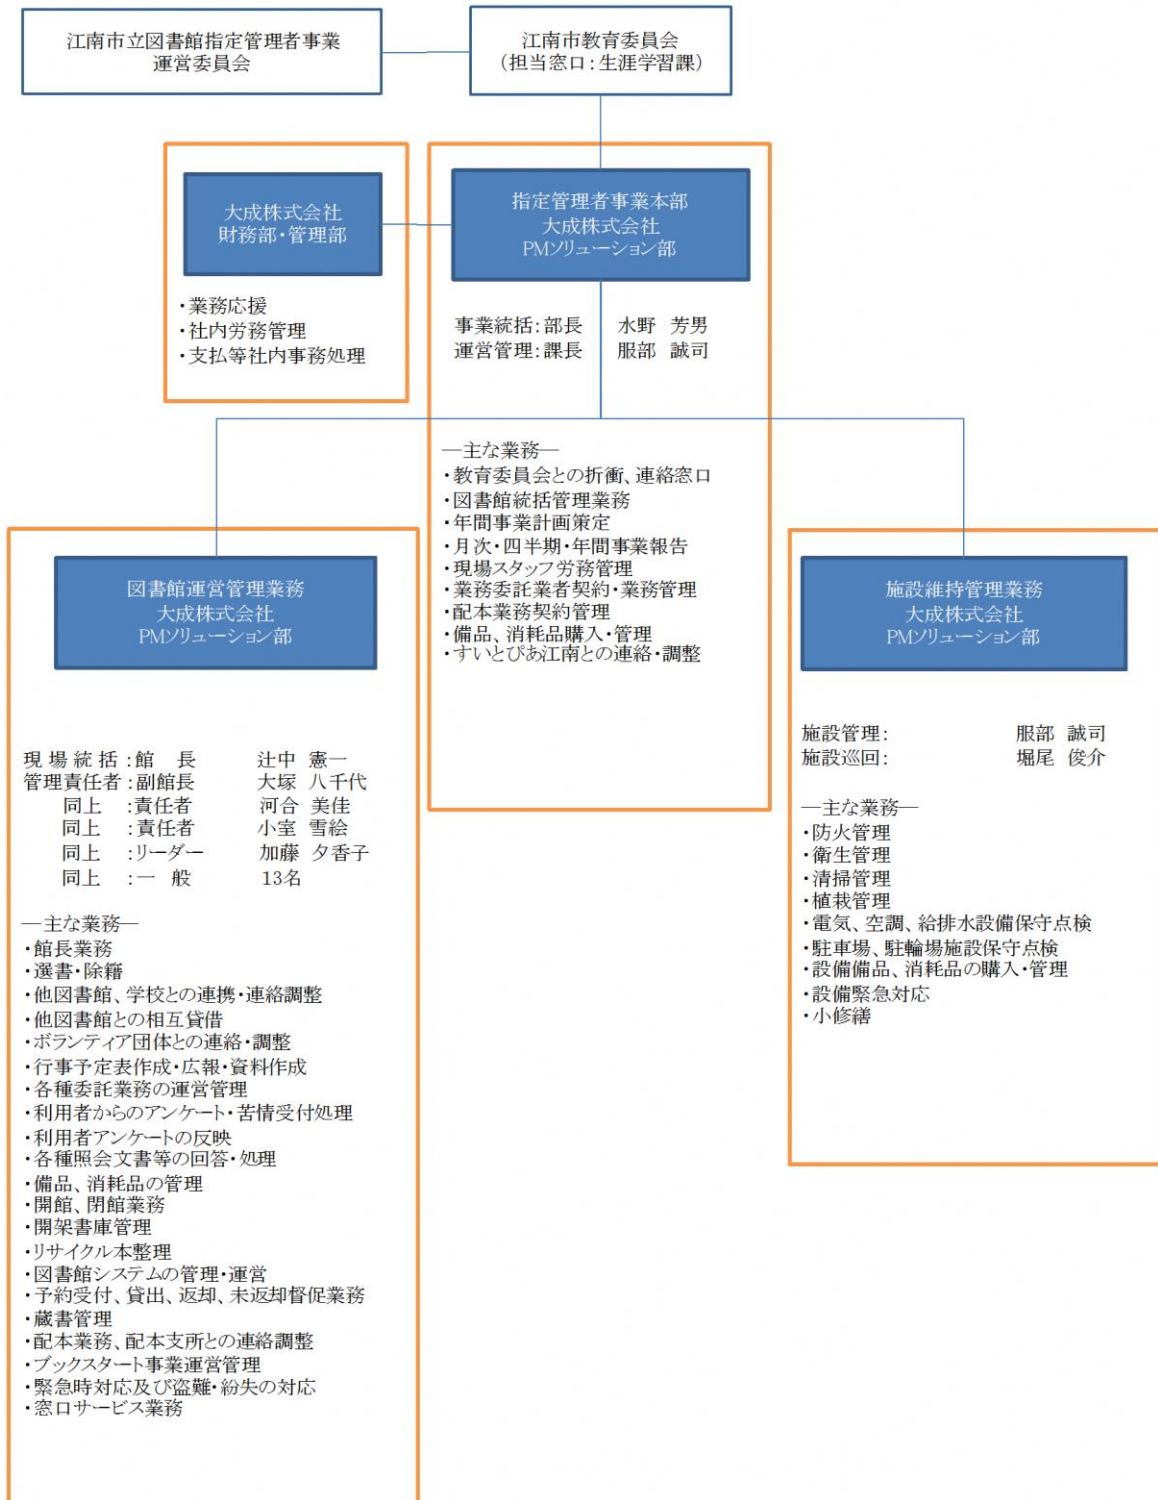 江南市立図書館指定管理者事業
運営委員会
江南市教育委員会
（担当窓口：生涯学習課）
大成株式会社
財務部・管理部
・業務応援
・社内労務管理
・支払等社内事務処理
指定管理者事業本部
大成株式会社
PMソリューション部
事業統括：部長 水野 芳男
運営管理：課長 服部 誠司
―主な業務―
・教育委員会との折衝、連絡窓口
・図書館統括管理業務
・年間事業計画策定
・月次・四半期・年間事業報告
・現場スタッフ労務管理
・業務委託業者契約・業務管理
・配本業務契約管理
・備品、消耗品購入・管理
・すいとぴあ江南との連絡・調整
図書館運営管理業務
大成株式会社
PMソリューション部
現場統括：館 長 辻中 憲一
管理責任者：副館長 大塚 八千代
同上 ：責任者 河合 美佳
同上 ：責任者 小室 雪絵
同上 ：リーダー 加藤 夕香子
同上 ：一 般 13名
―主な業務―
・館長業務
・選書・除籍
・他図書館、学校との連携・連絡調整
・他図書館との相互貸借
・ボランティア団体との連絡・調整
・行事予定表作成・広報・資料作成
・各種委託業務の運営管理
・利用者からのアンケート・苦情受付処理
・利用者アンケートの反映
・各種照会文書等の回答・処理
・備品、消耗品の管理
・開館、閉館業務
・開架書庫管理
・リサイクル本整理
・図書館システムの管理・運営
・予約受付、貸出、返却、未返却督促業務
・蔵書管理
・配本業務、配本支所との連絡調整
・ブックスタート事業運営管理
・緊急時対応及び盗難・紛失の対応
・窓口サービス業務
施設維持管理業務
大成株式会社
PMソリューション部
施設管理： 服部 誠司
施設巡回： 堀尾 俊介
―主な業務―
・防火管理
・衛生管理
・清掃管理
・植栽管理
・電気、空調、給排水設備保守点検
・駐車場、駐輪場施設保守点検
・設備備品、消耗品の購入・管理
・設備緊急対応
・小修繕